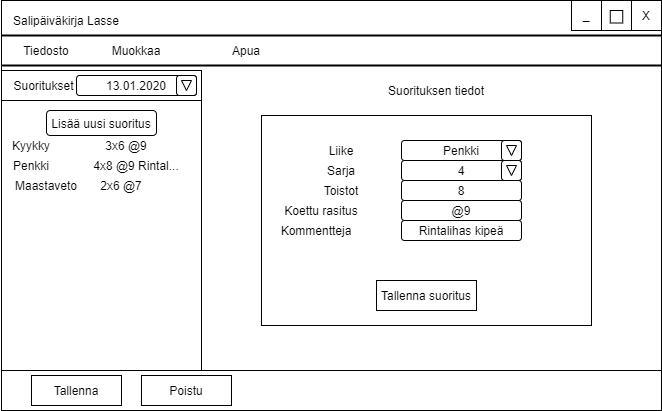 Salipäiväkirja Lasse
_ X
Tiedosto Muokkaa Apua
Suoritukset 13.01.2020
Lisää uusi suoritus
Kyykky 3x6 @9
Penkki 4x8 @9 Rintal...
Maastaveto 2x6 @7
Suorituksen tiedot
Liike Penkki
Sarja 4
Toistot 8
Koettu rasitus @9
Kommentteja Rintalihas kipeä
Tallenna suoritus
Tallenna Poistu